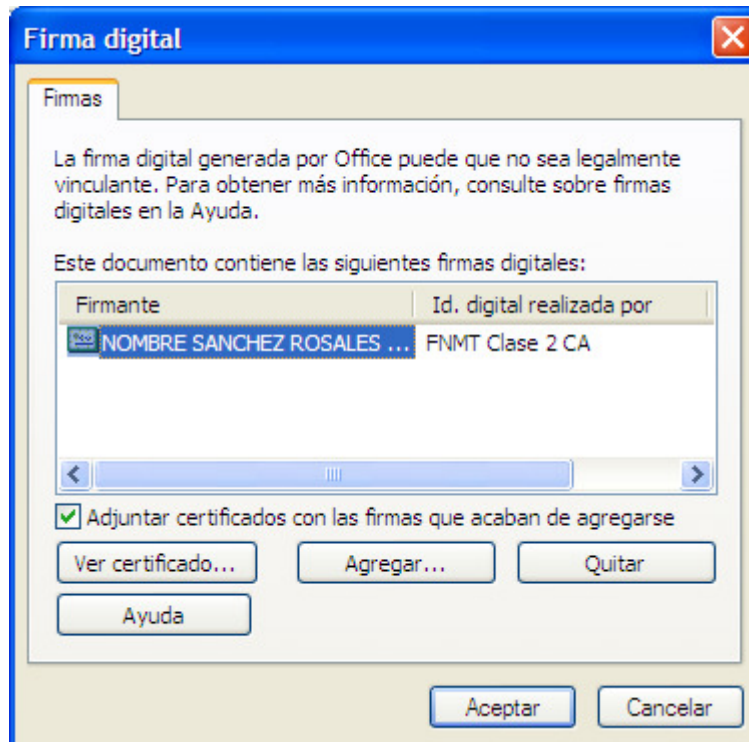 Firma digital
Firmas
La firma digital generada por Office puede que no sea legalmente
vinculante. Para obtener más información, consulte sobre firmas
digitales en la Ayuda.
Este documento contiene las siguientes firmas digitales:
Firmante Id. digital realizada por
NOMBRE SANCHEZ ROSALES ... FNMT Clase 2 CA
Adjuntar certificados con las firmas que acaban de agregarse
Ver certificado... Agregar... Quitar
Ayuda
Aceptar Cancelar